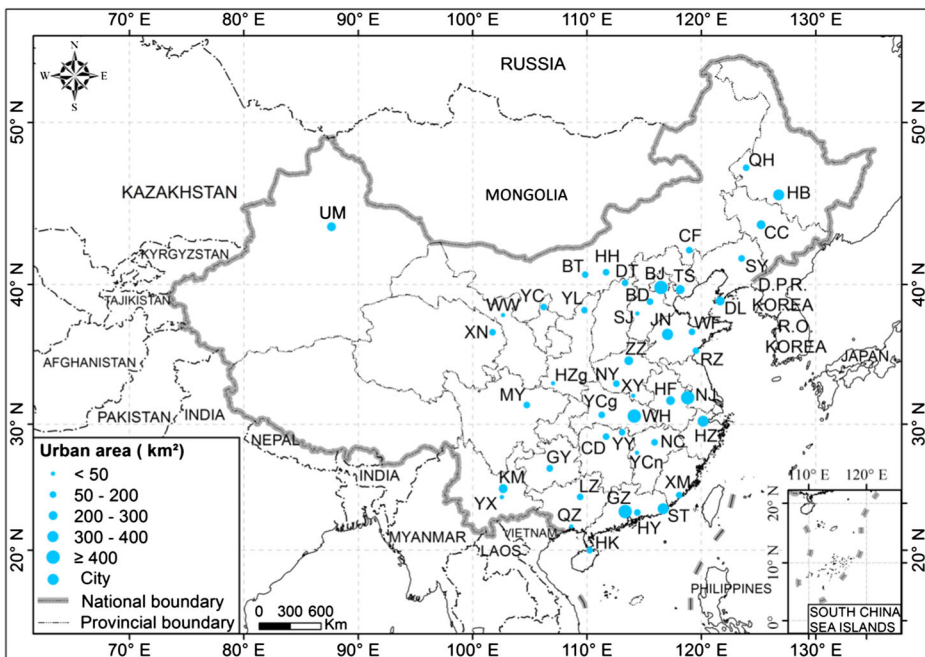 70° E 80° E 90° E 100° E 110° E 120° E 130° E
N
W E
S
RUSSIA
50° N 50° N
QH
KAZAKHSTAN
MONGOLIA
HB
UM
CC
CF
KYRGYZSTAN
HH
BT DT BJ TS SY
40° N 40° N
D.P.R.
TAJIKISTAN
WW YC YL BD DL KOREA
SJ JN WF R.O.
XN
KOREA
ZZ RZ JAPAN
AFGHANISTAN
HZg NY XY
MY YCg HF NJ
PAKISTAN INDIA
WH
30° N 30° N
NEPAL
CD YY NC HZ
Urban area ( km²)
GY YCn
INDIA
< 50
KM
50 - 200
YX LZ GZ XM
200 - 300
QZ HY ST
300 - 400
MYANMAR VIETNAM
LAOS HK
≥ 400
20° N 20° N
City
National boundary
Provincial boundary
0 300 600
Km
PHILIPPINES
110° E 120° E
20° N
10° N
0° N
SOUTH CHINA
SEA ISLANDS
70° E 80° E 90° E 100° E 110° E 120° E 130° E